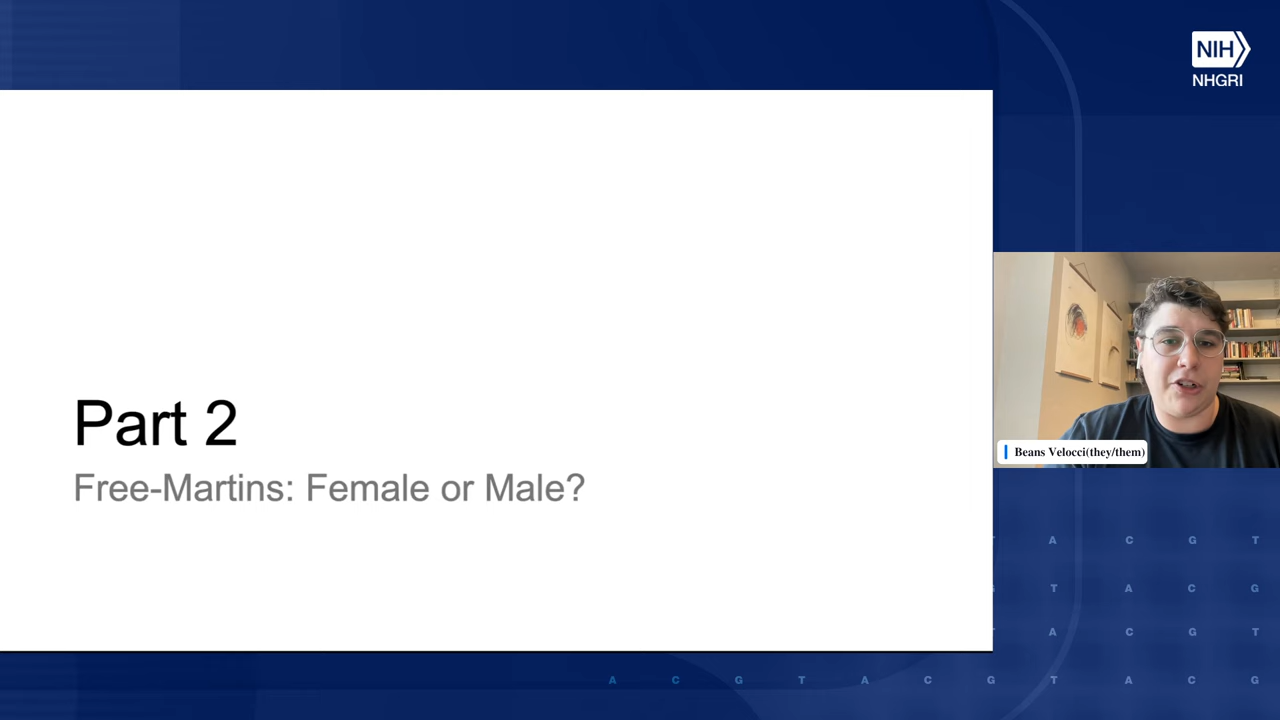 NIH
NHGRI
Part 2
Free-Martins: Female or Male?
Beans Velocci(they/them)
A C G T
T A C G
A C G T
A C G T A C G T A C G